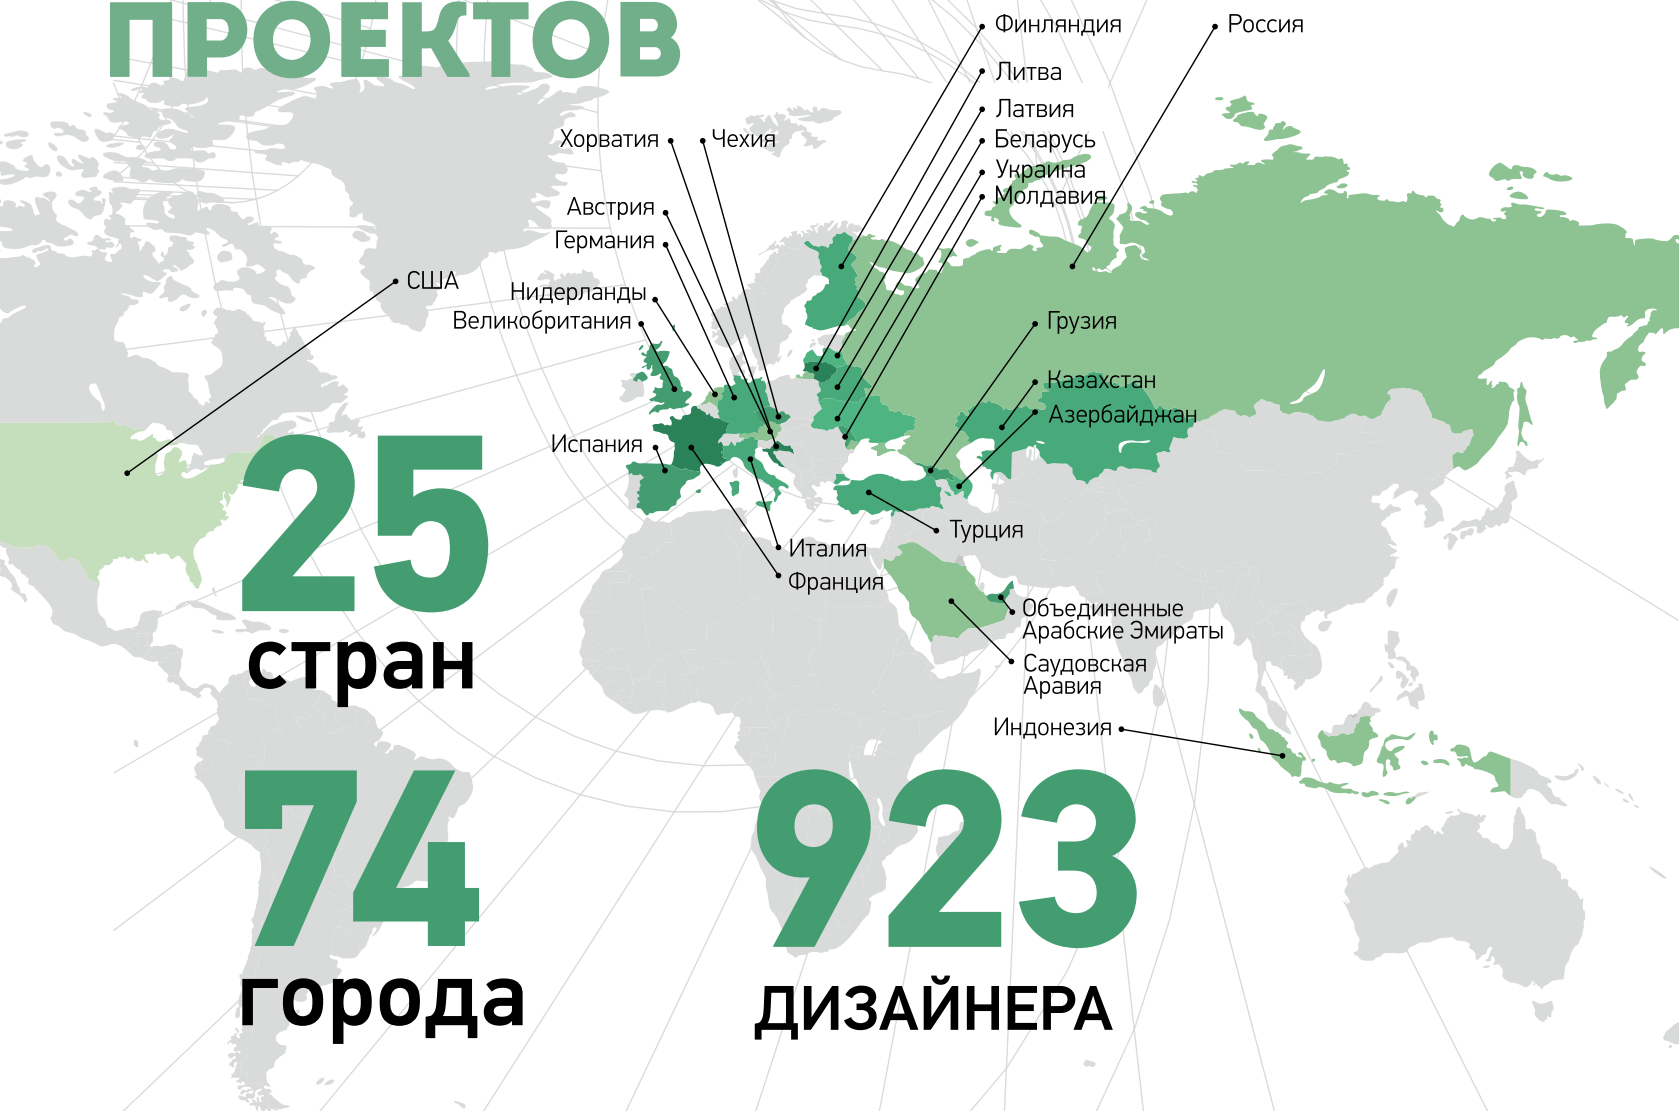 ПРОЕКТОВ
Финляндия
Россия
Литва
Латвия
Хорватия
Чехия
Беларусь
Украина
Молдавия
Австрия
Германия
США
Нидерланды
Великобритания
Грузия
Казахстан
Азербайджан
Испания
25
стран
Турция
Италия
Франция
Объединенные
Арабские Эмираты
Саудовская
Аравия
Индонезия
74
города
923
ДИЗАЙНЕРА